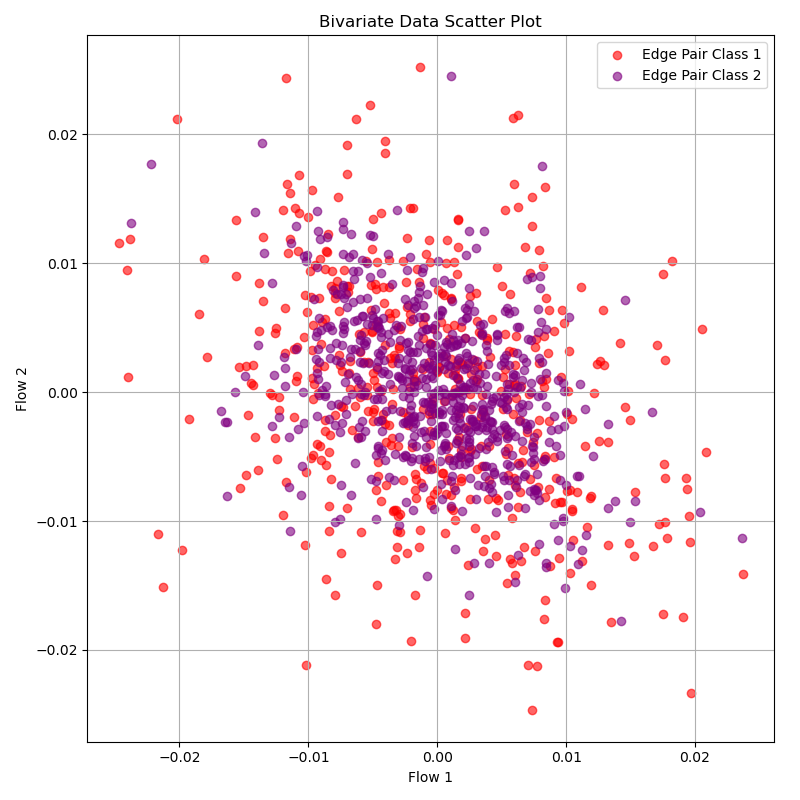 Bivariate Data Scatter Plot
Edge Pair Class 1
Edge Pair Class 2
Flow 2
0.02
0.01
0.00
−0.01
−0.02
−0.02
−0.01
0.00
0.01
0.02
Flow 1